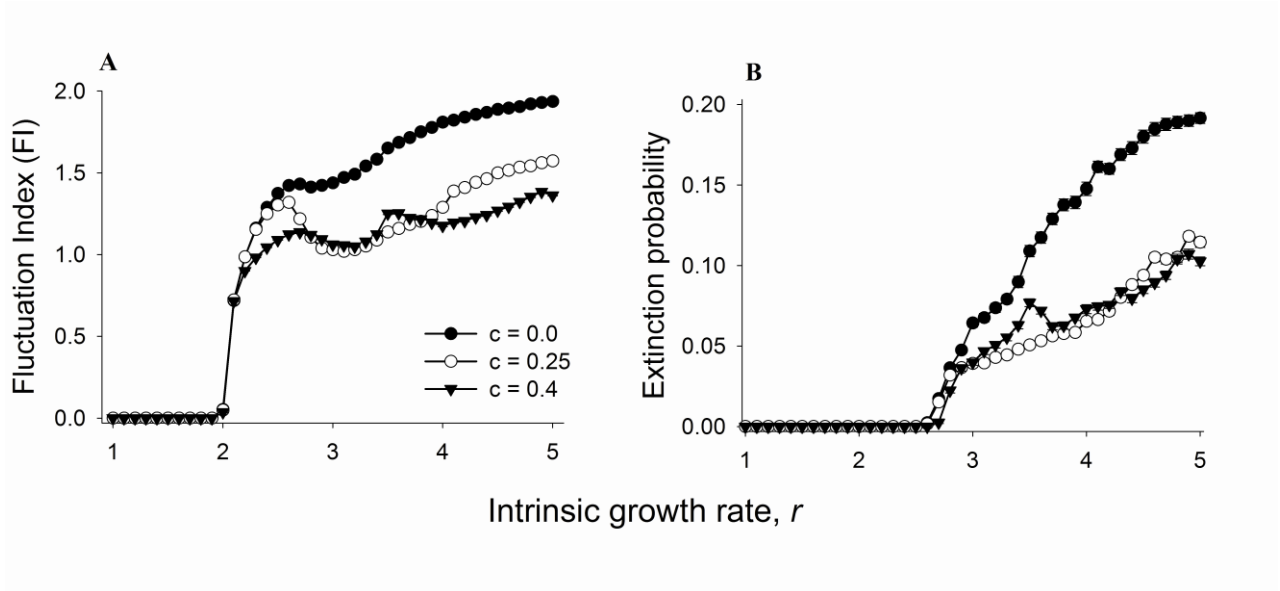 A
B
Fluctuation Index (FI)
2.0
1.5
1.0
0.5
0.0
c = 0.0
c = 0.25
c = 0.4
1 2 3 4 5
Extinction probability
0.20
0.15
0.10
0.05
0.00
1 2 3 4 5
Intrinsic growth rate, r